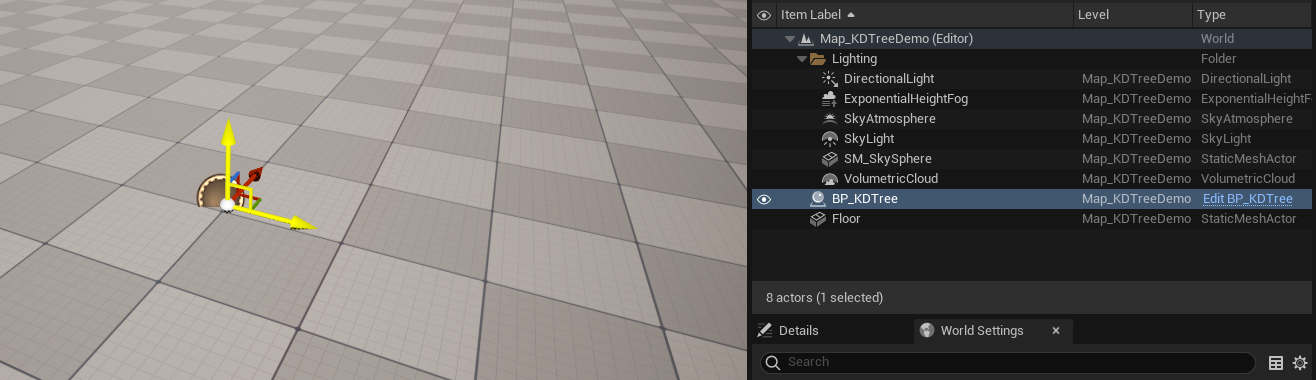 Item Label Level Type
Map_KDTreeDemo (Editor) World
Lighting Folder
DirectionalLight Map_KDTreeDemo DirectionalLight
ExponentialHeightFog Map_KDTreeDemo ExponentialHeightF
SkyAtmosphere Map_KDTreeDemo SkyAtmosphere
SkyLight Map_KDTreeDemo SkyLight
SM_SkySphere Map_KDTreeDemo StaticMeshActor
VolumetricCloud Map_KDTreeDemo VolumetricCloud
BP_KDTree Map_KDTreeDemo Edit BP_KDTree
Floor Map_KDTreeDemo StaticMeshActor
8 actors (1 selected)
Details World Settings
Search